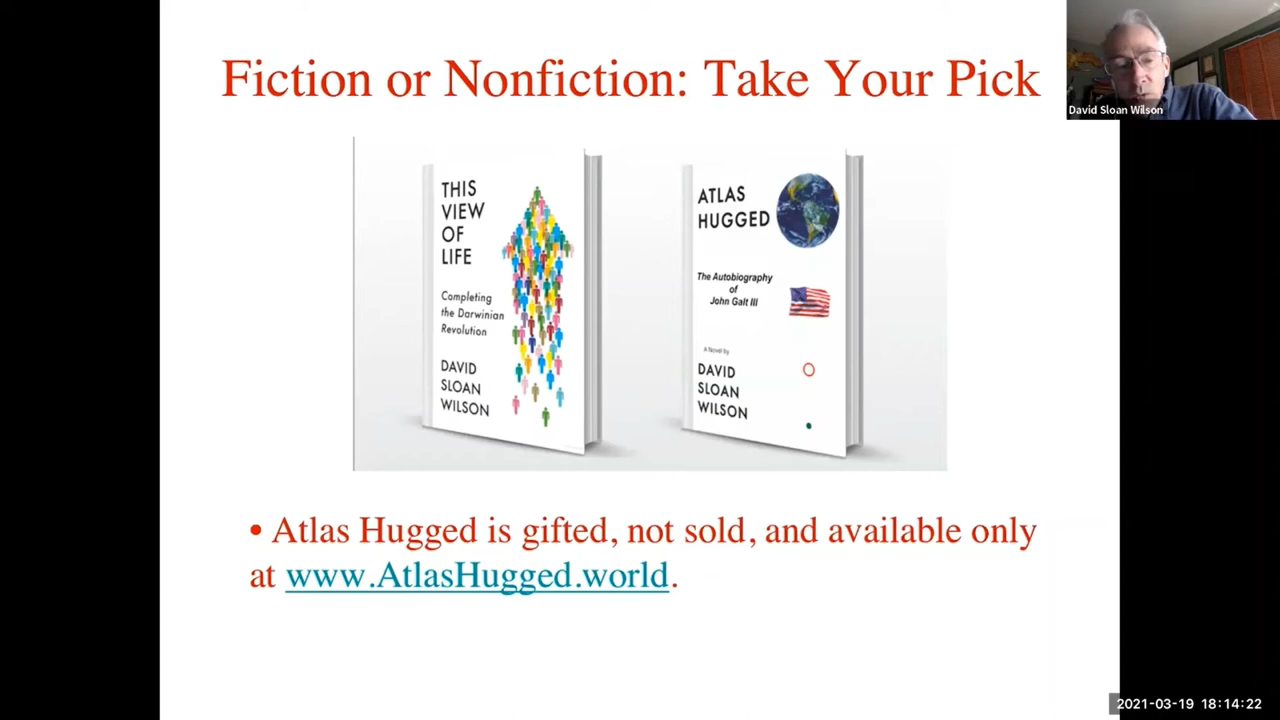 Fiction or Nonfiction: Take Your Pick
David Sloan Wilson
THIS
VIEW
OF
LIFE
Completing
the Darwinian
Revolution
DAVID
SLOAN
WILSON
ATLAS
HUGGED
The Autobiography
of
John Galt III
A Novel by
DAVID
SLOAN
WILSON
• Atlas Hugged is gifted, not sold, and available only
at www.AtlasHugged.world.
2021-03-19 18:14:22